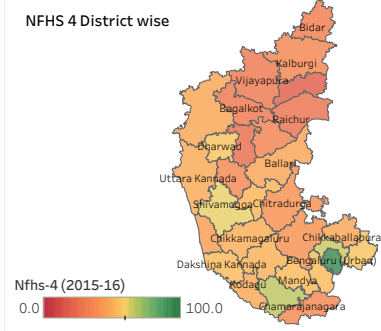 NFHS 4 District wise
Bidar
Kalburgi
Vijayapura
Bagalkot
Raichur
Dharwad
Ballari
Uttara Kannada
Shivamogga
Chitradurga
Chikkaballapura
Chikkamagaluru
Dakshina Kannada
Bengaluru (Urban)
Mandya
Kodagu
Chamarajanagara
Nfhs-4 (2015-16)
0.0 100.0